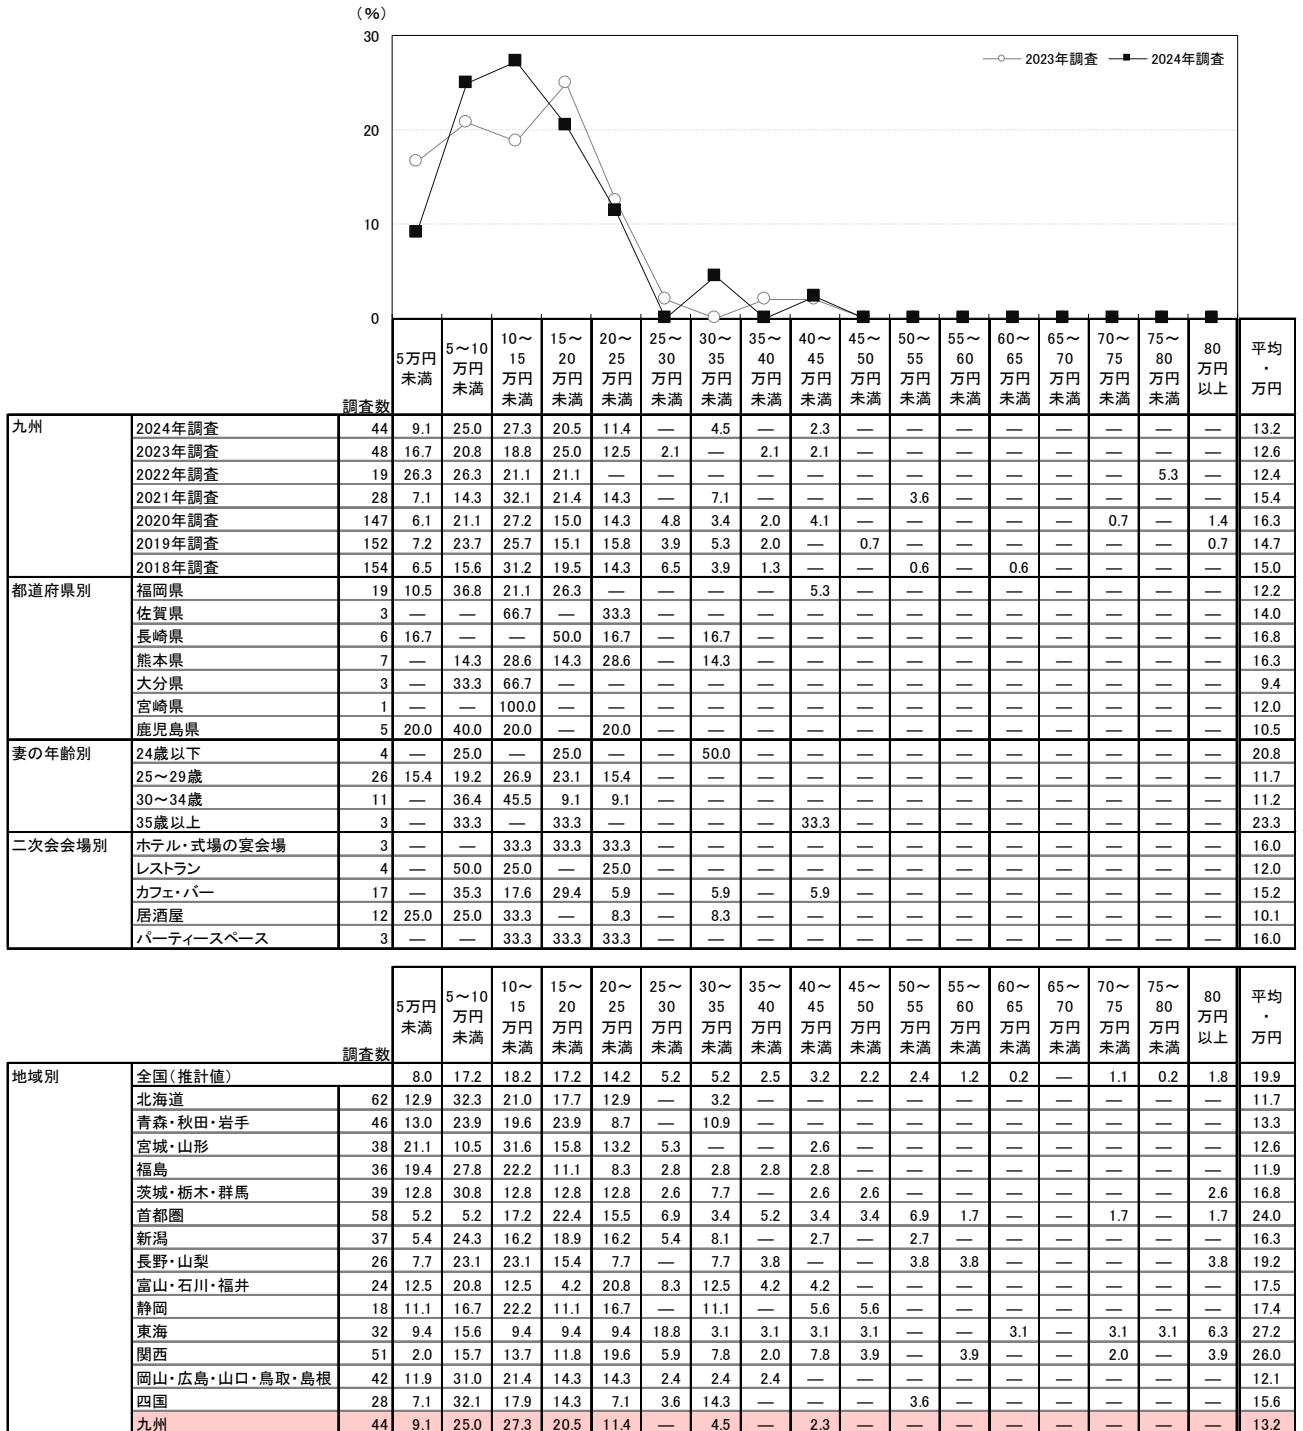 （%）
30
20
10
0
2023年調査 2024年調査
調査数 5万円未満 5～10万円未満 10～15万円未満 15～20万円未満 20～25万円未満 25～30万円未満 30～35万円未満 35～40万円未満 40～45万円未満 45～50万円未満 50～55万円未満 55～60万円未満 60～65万円未満 65～70万円未満 70～75万円未満 75～80万円未満 80万円以上 平均・万円
九州 2024年調査 44 9.1 25.0 27.3 20.5 11.4 — 4.5 — 2.3 — — — — — — — — 13.2
2023年調査 48 16.7 20.8 18.8 25.0 12.5 2.1 — 2.1 2.1 — — — — — — — — 12.6
2022年調査 19 26.3 26.3 21.1 21.1 — — — — — — — — — — — 5.3 — 12.4
2021年調査 28 7.1 14.3 32.1 21.4 14.3 — 7.1 — — — 3.6 — — — — — — 15.4
2020年調査 147 6.1 21.1 27.2 15.0 14.3 4.8 3.4 2.0 4.1 — — — — — 0.7 — 1.4 16.3
2019年調査 152 7.2 23.7 25.7 15.1 15.8 3.9 5.3 2.0 — 0.7 — — — — — — 0.7 14.7
2018年調査 154 6.5 15.6 31.2 19.5 14.3 6.5 3.9 1.3 — — 0.6 — 0.6 — — — — 15.0
都道府県別 福岡県 19 10.5 36.8 21.1 26.3 — — — — 5.3 — — — — — — — — 12.2
佐賀県 3 — — 66.7 — 33.3 — — — — — — — — — — — — 14.0
長崎県 6 16.7 — — 50.0 16.7 — 16.7 — — — — — — — — — — 16.8
熊本県 7 — 14.3 28.6 14.3 28.6 — 14.3 — — — — — — — — — — 16.3
大分県 3 — 33.3 66.7 — — — — — — — — — — — — — — 9.4
宮崎県 1 — — 100.0 — — — — — — — — — — — — — — 12.0
鹿児島県 5 20.0 40.0 20.0 — 20.0 — — — — — — — — — — — — 10.5
妻の年齢別 24歳以下 4 — 25.0 — 25.0 — — 50.0 — — — — — — — — — — 20.8
25～29歳 26 15.4 19.2 26.9 23.1 15.4 — — — — — — — — — — — — 11.7
30～34歳 11 — 36.4 45.5 9.1 9.1 — — — — — — — — — — — — 11.2
35歳以上 3 — 33.3 — 33.3 — — — — 33.3 — — — — — — — — 23.3
二次会会場別 ホテル・式場の宴会場 3 — — 33.3 33.3 33.3 — — — — — — — — — — — — 16.0
レストラン 4 — 50.0 25.0 — 25.0 — — — — — — — — — — — — 12.0
カフェ・バー 17 — 35.3 17.6 29.4 5.9 — 5.9 — 5.9 — — — — — — — — 15.2
居酒屋 12 25.0 25.0 33.3 — 8.3 — 8.3 — — — — — — — — — — 10.1
パーティースペース 3 — — 33.3 33.3 33.3 — — — — — — — — — — — — 16.0
調査数 5万円未満 5～10万円未満 10～15万円未満 15～20万円未満 20～25万円未満 25～30万円未満 30～35万円未満 35～40万円未満 40～45万円未満 45～50万円未満 50～55万円未満 55～60万円未満 60～65万円未満 65～70万円未満 70～75万円未満 75～80万円未満 80万円以上 平均・万円
地域別 全国（推計値） 8.0 17.2 18.2 17.2 14.2 5.2 5.2 2.5 3.2 2.2 2.4 1.2 0.2 — 1.1 0.2 1.8 19.9
北海道 62 12.9 32.3 21.0 17.7 12.9 — 3.2 — — — — — — — — — — 11.7
青森・秋田・岩手 46 13.0 23.9 19.6 23.9 8.7 — 10.9 — — — — — — — — — — 13.3
宮城・山形 38 21.1 10.5 31.6 15.8 13.2 5.3 — — 2.6 — — — — — — — — 12.6
福島 36 19.4 27.8 22.2 11.1 8.3 2.8 2.8 2.8 2.8 — — — — — — — — 11.9
茨城・栃木・群馬 39 12.8 30.8 12.8 12.8 12.8 2.6 7.7 — 2.6 2.6 — — — — — — 2.6 16.8
首都圏 58 5.2 5.2 17.2 22.4 15.5 6.9 3.4 5.2 3.4 3.4 6.9 1.7 — — 1.7 — 1.7 24.0
新潟 37 5.4 24.3 16.2 18.9 16.2 5.4 8.1 — 2.7 — 2.7 — — — — — — 16.3
長野・山梨 26 7.7 23.1 23.1 15.4 7.7 — 7.7 3.8 — — 3.8 3.8 — — — — 3.8 19.2
富山・石川・福井 24 12.5 20.8 12.5 4.2 20.8 8.3 12.5 4.2 4.2 — — — — — — — — 17.5
静岡 18 11.1 16.7 22.2 11.1 16.7 — 11.1 — 5.6 5.6 — — — — — — — 17.4
東海 32 9.4 15.6 9.4 9.4 9.4 18.8 3.1 3.1 3.1 3.1 — — 3.1 — 3.1 3.1 6.3 27.2
関西 51 2.0 15.7 13.7 11.8 19.6 5.9 7.8 2.0 7.8 3.9 — 3.9 — — 2.0 — 3.9 26.0
岡山・広島・山口・鳥取・島根 42 11.9 31.0 21.4 14.3 14.3 2.4 2.4 2.4 — — — — — — — — — 12.1
四国 28 7.1 32.1 17.9 14.3 7.1 3.6 14.3 — — — 3.6 — — — — — — 15.6
九州 44 9.1 25.0 27.3 20.5 11.4 — 4.5 — 2.3 — — — — — — — — 13.2